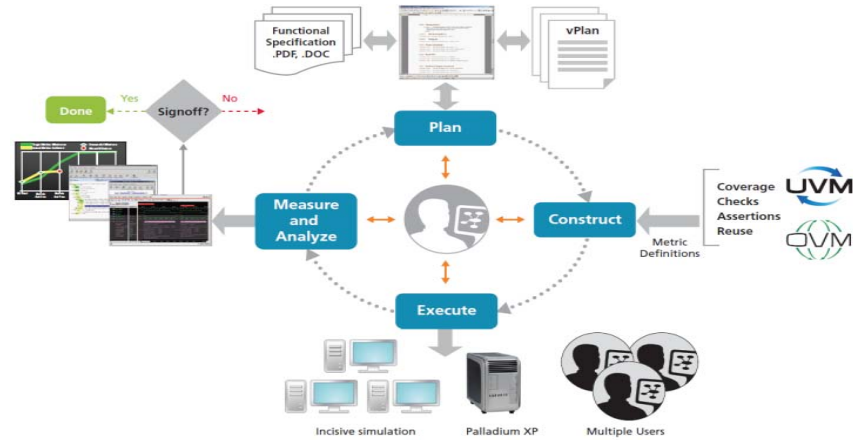 Functional
Specification
.PDF, .DOC
vPlan
Yes
Signoff?
No
Done
Plan
Measure
and
Analyze
Construct
Coverage
Checks
Assertions
Reuse
UVM
OVM
Metric
Definitions
Execute
Incisive simulation
Palladium XP
Multiple Users